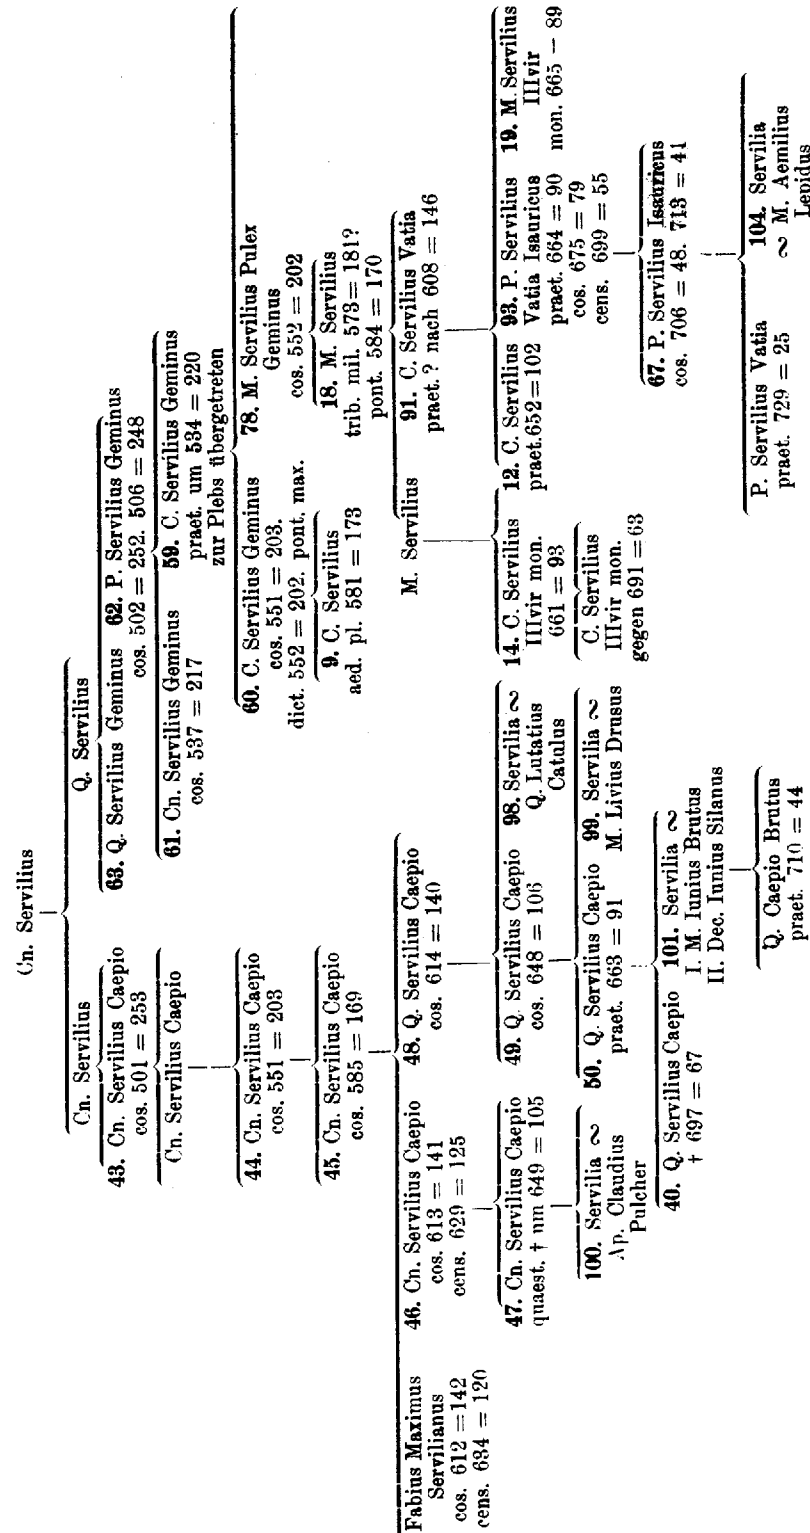 Cn. Servilius
Cn. Servilius
Q. Servilius
43. Cn. Servilius Caepio
cos. 501 = 253
63. Q. Servilius Geminus
62. P. Servilius Geminus
cos. 502 = 252. 506 = 248
Cn. Servilius Caepio
61. Cn. Servilius Geminus
cos. 537 = 217
59. C. Servilius Geminus
praet. um 534 = 220
zur Plebs übergetreten
44. Cn. Servilius Caepio
cos. 551 = 203
60. C. Servilius Geminus
cos. 551 = 203.
dict. 552 = 202. pont. max.
78. M. Servilius Pulex
Geminus
cos. 552 = 202
45. Cn. Servilius Caepio
cos. 585 = 169
9. C. Servilius
aed. pl. 581 = 173
18. M. Servilius
trib. mil. 573 = 181?
pont. 584 = 170
Fabius Maximus
Servilianus
cos. 612 = 142
cens. 634 = 120
46. Cn. Servilius Caepio
cos. 613 = 141
cens. 629 = 125
48. Q. Servilius Caepio
cos. 614 = 140
M. Servilius
91. C. Servilius Vatia
praet. ? nach 608 = 146
47. Cn. Servilius Caepio
quaest. † um 649 = 105
49. Q. Servilius Caepio
cos. 648 = 106
98. Servilia ∾
Q. Lutatius
Catulus
14. C. Servilius
IIIvir mon.
661 = 93
12. C. Servilius
praet. 652 = 102
93. P. Servilius
Vatia Isauricus
praet. 664 = 90
cos. 675 = 79
cens. 699 = 55
19. M. Servilius
IIIvir
mon. 665 – 89
100. Servilia ∾
Ap. Claudius
Pulcher
50. Q. Servilius Caepio
praet. 663 = 91
99. Servilia ∾
M. Livius Drusus
C. Servilius
IIIvir mon.
gegen 691 = 63
40. Q. Servilius Caepio
† 697 = 67
101. Servilia ∾
I. M. Iunius Brutus
II. Dec. Iunius Silanus
67. P. Servilius Isauricus
cos. 706 = 48. 713 = 41
Q. Caepio Brutus
praet. 710 = 44
P. Servilius Vatia
praet. 729 = 25
104. Servilia
∾ M. Aemilius
Lepidus